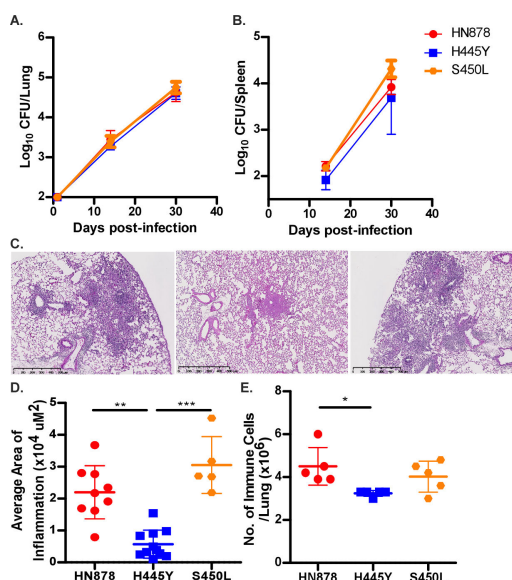 A.
B.
HN878
H445Y
S450L
Log10 CFU/Lung
6
5
4
3
2
0
10
20
30
40
Days post-infection
Log10 CFU/Spleen
5
4
3
2
0
10
20
30
40
Days post-infection
C.
D.
E.
Average Area of
Inflammation (x10⁴ uM²)
5
4
3
2
1
0
**
***
HN878
H445Y
S450L
No. of Immune Cells
/Lung (x10⁶)
8
6
4
2
0
*
HN878
H445Y
S450L